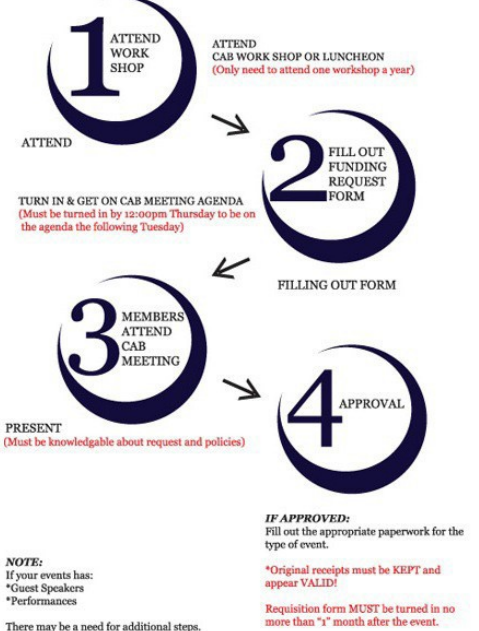 1
ATTEND
WORK
SHOP
ATTEND
CAB WORK SHOP OR LUNCHEON
(Only need to attend one workshop a year)
ATTEND
2
FILL OUT
FUNDING
REQUEST
FORM
TURN IN & GET ON CAB MEETING AGENDA
(Must be turned in by 12:00pm Thursday to be on
the agenda the following Tuesday)
FILLING OUT FORM
3
MEMBERS
ATTEND
CAB
MEETING
4
APPROVAL
PRESENT
(Must be knowledgable about request and policies)
IF APPROVED:
Fill out the appropriate paperwork for the
type of event.
*Original receipts must be KEPT and
appear VALID!
Requisition form MUST be turned in no
more than "1" month after the event.
NOTE:
If your events has:
*Guest Speakers
*Performances
There may be a need for additional steps.